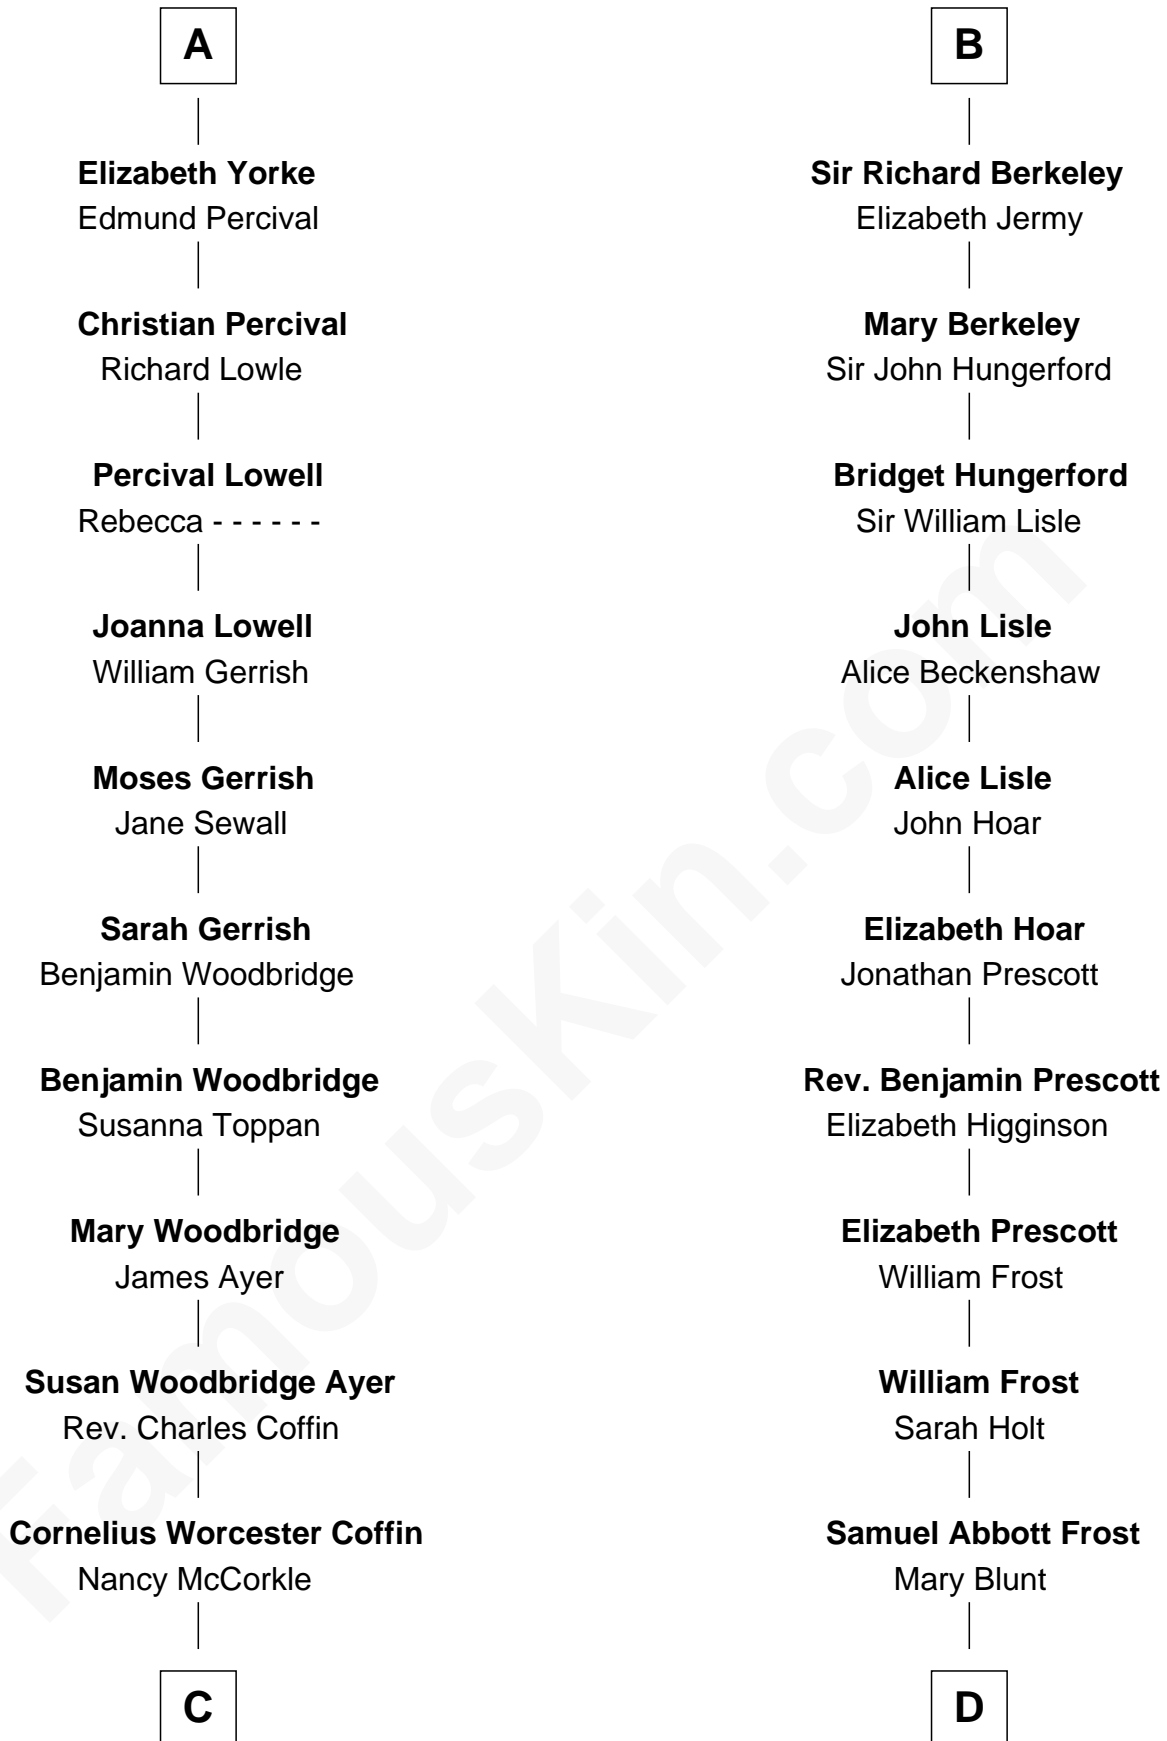 A
Elizabeth Yorke
Edmund Percival
Christian Percival
Richard Lowle
Percival Lowell
Rebecca - - - - - -
Joanna Lowell
William Gerrish
Moses Gerrish
Jane Sewall
Sarah Gerrish
Benjamin Woodbridge
Benjamin Woodbridge
Susanna Toppan
Mary Woodbridge
James Ayer
Susan Woodbridge Ayer
Rev. Charles Coffin
Cornelius Worcester Coffin
Nancy McCorkle
C
B
Sir Richard Berkeley
Elizabeth Jermy
Mary Berkeley
Sir John Hungerford
Bridget Hungerford
Sir William Lisle
John Lisle
Alice Beckenshaw
Alice Lisle
John Hoar
Elizabeth Hoar
Jonathan Prescott
Rev. Benjamin Prescott
Elizabeth Higginson
Elizabeth Prescott
William Frost
William Frost
Sarah Holt
Samuel Abbott Frost
Mary Blunt
D
FamousKin.com